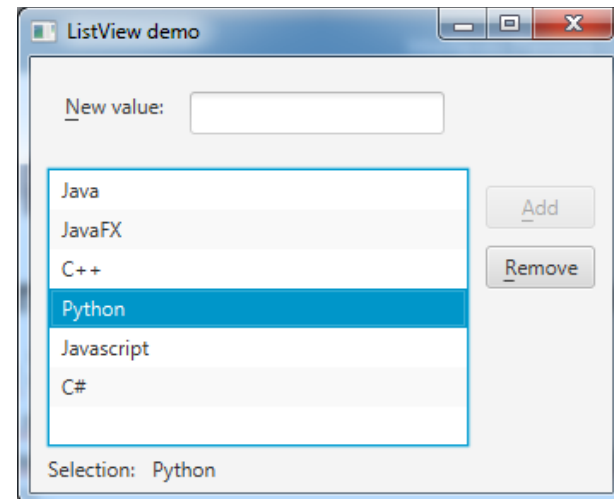 ListView demo
New value:
Java
JavaFX
C++
Python
Javascript
C#
Add
Remove
Selection: Python